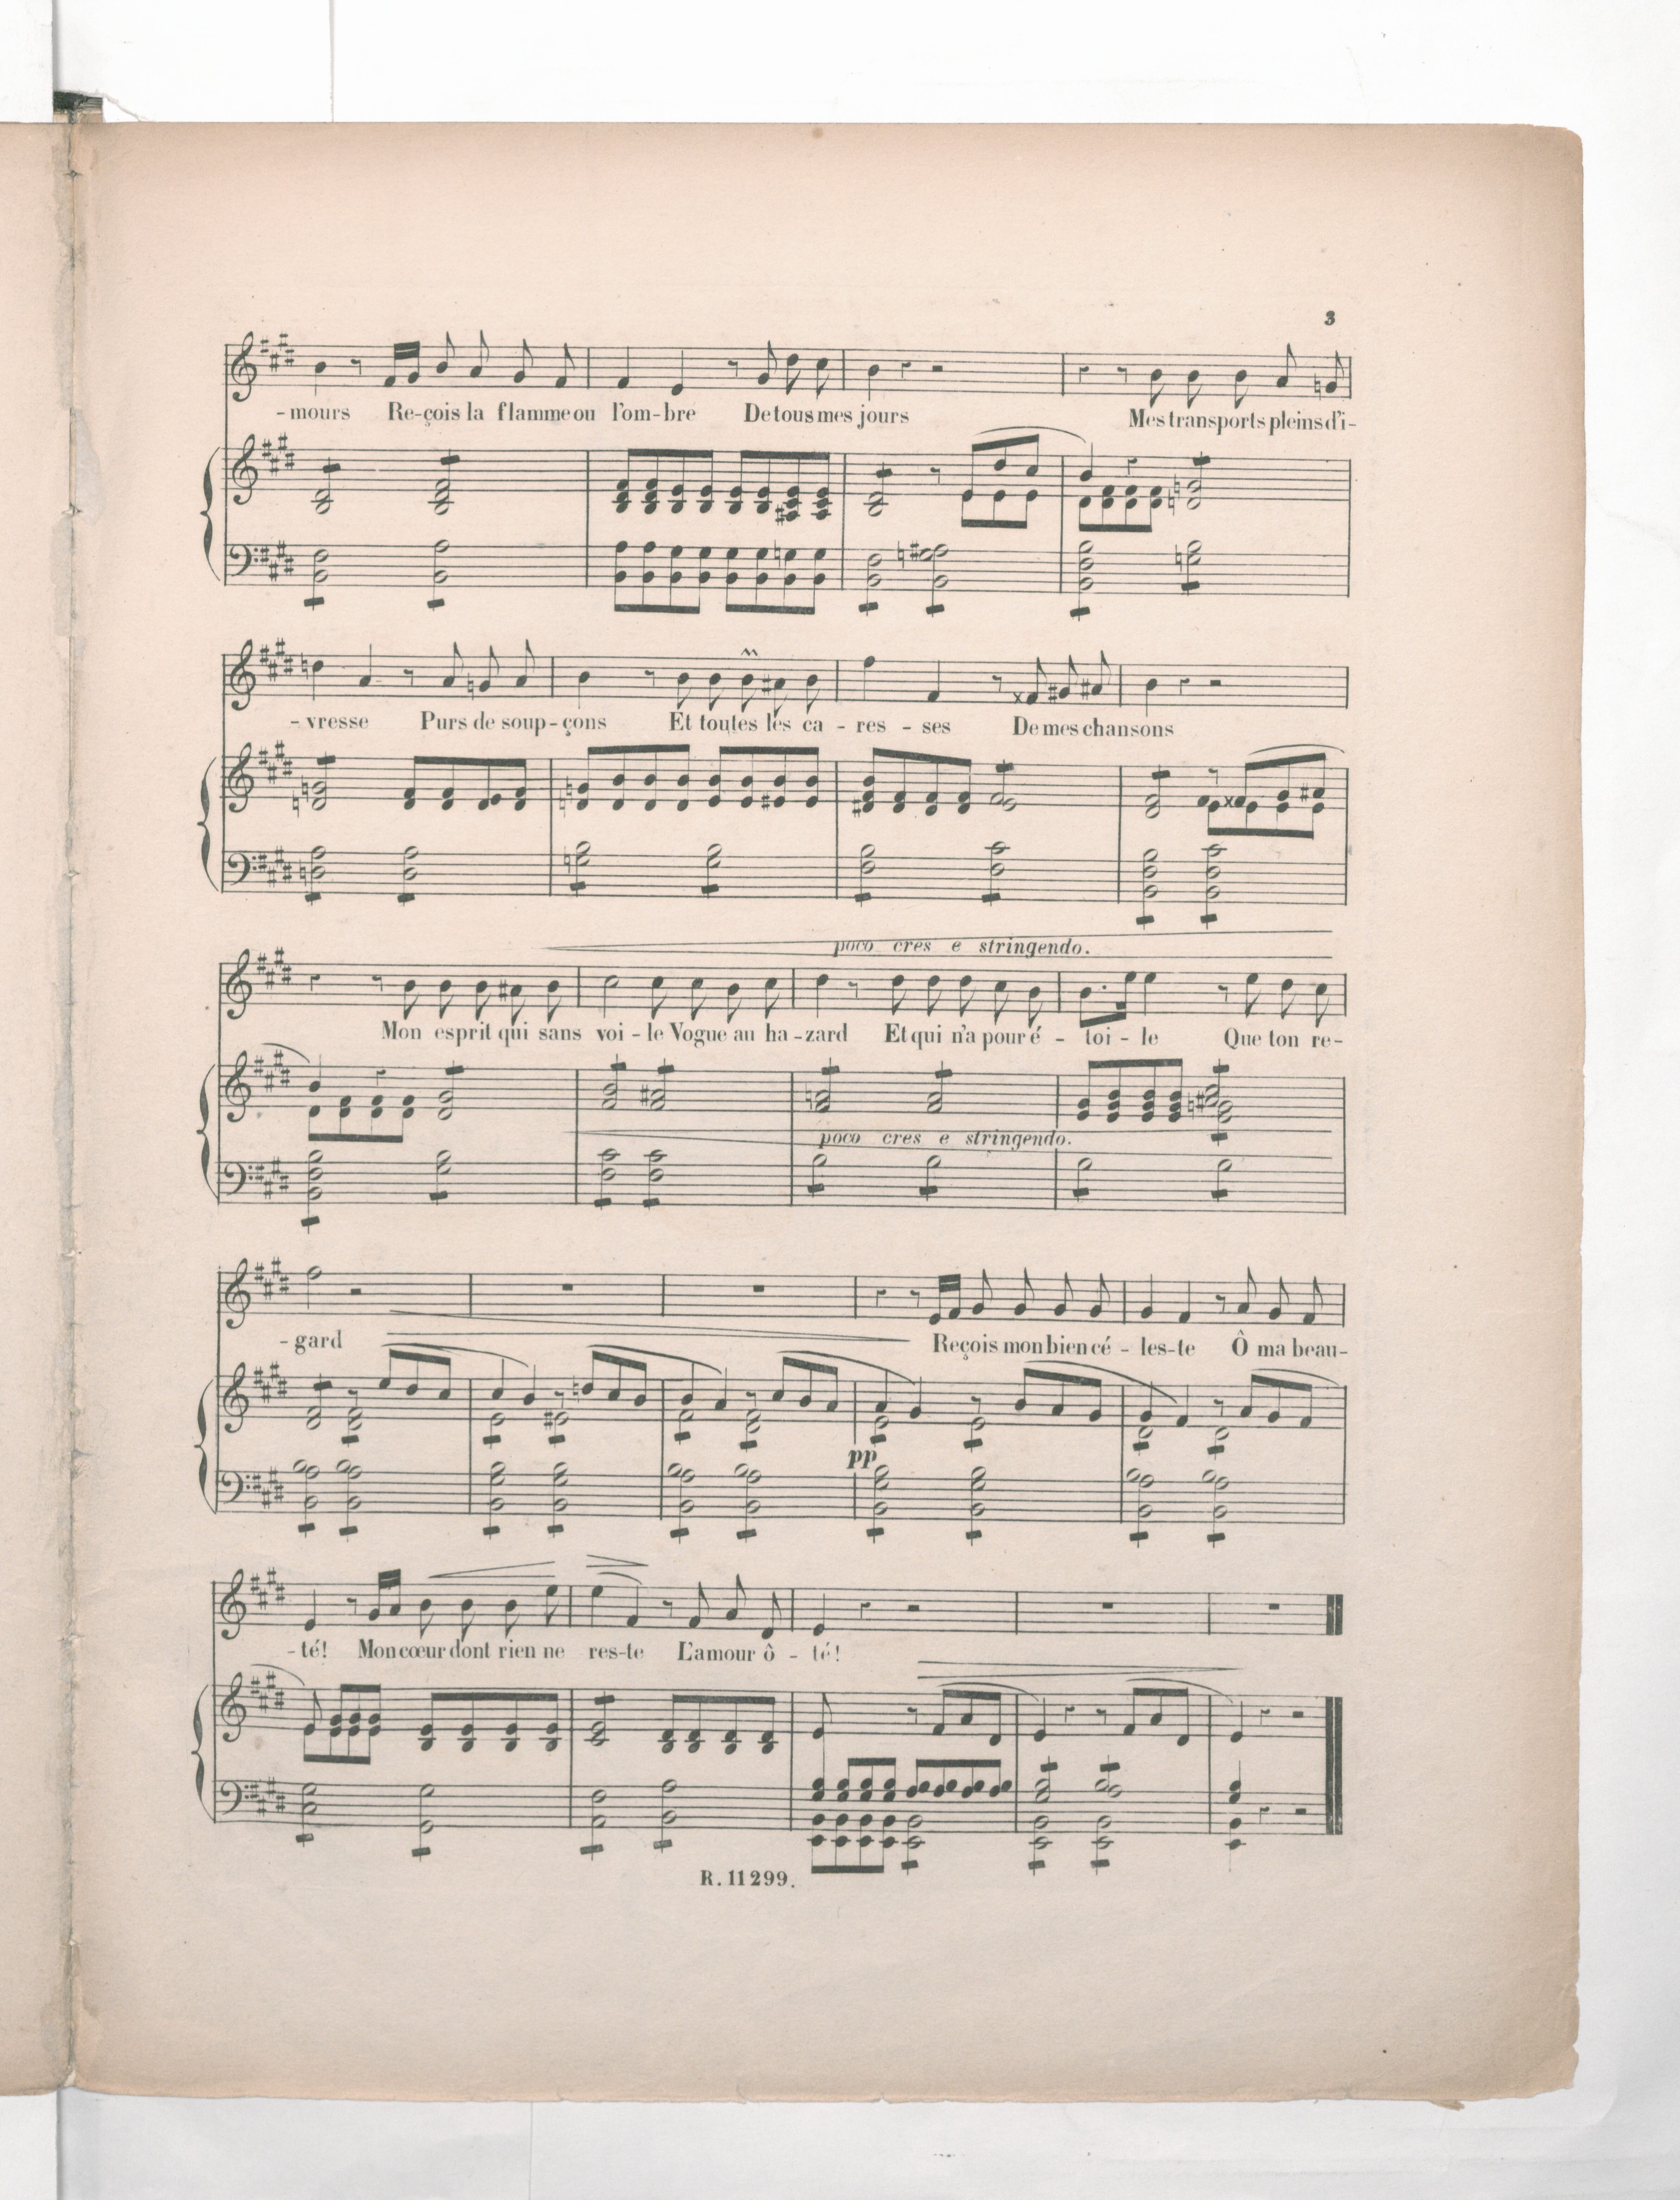 3
-mours Re-çois la flamme ou l'om-bre De tous mes jours Mes transports pleins d'i-
-vresse Purs de soup-çons Et toutes les ca-res-ses De mes chansons
poco cres e stringendo.
Mon esprit qui sans voi-le Vogue au ha-zard Et qui n'a pour é-toi-le Que ton re-
poco cres e stringendo.
-gard Reçois mon bien cé-les-te Ô ma beau-
pp
-té! Mon cœur dont rien ne res-te L'amour ô-té!
R. 11299.